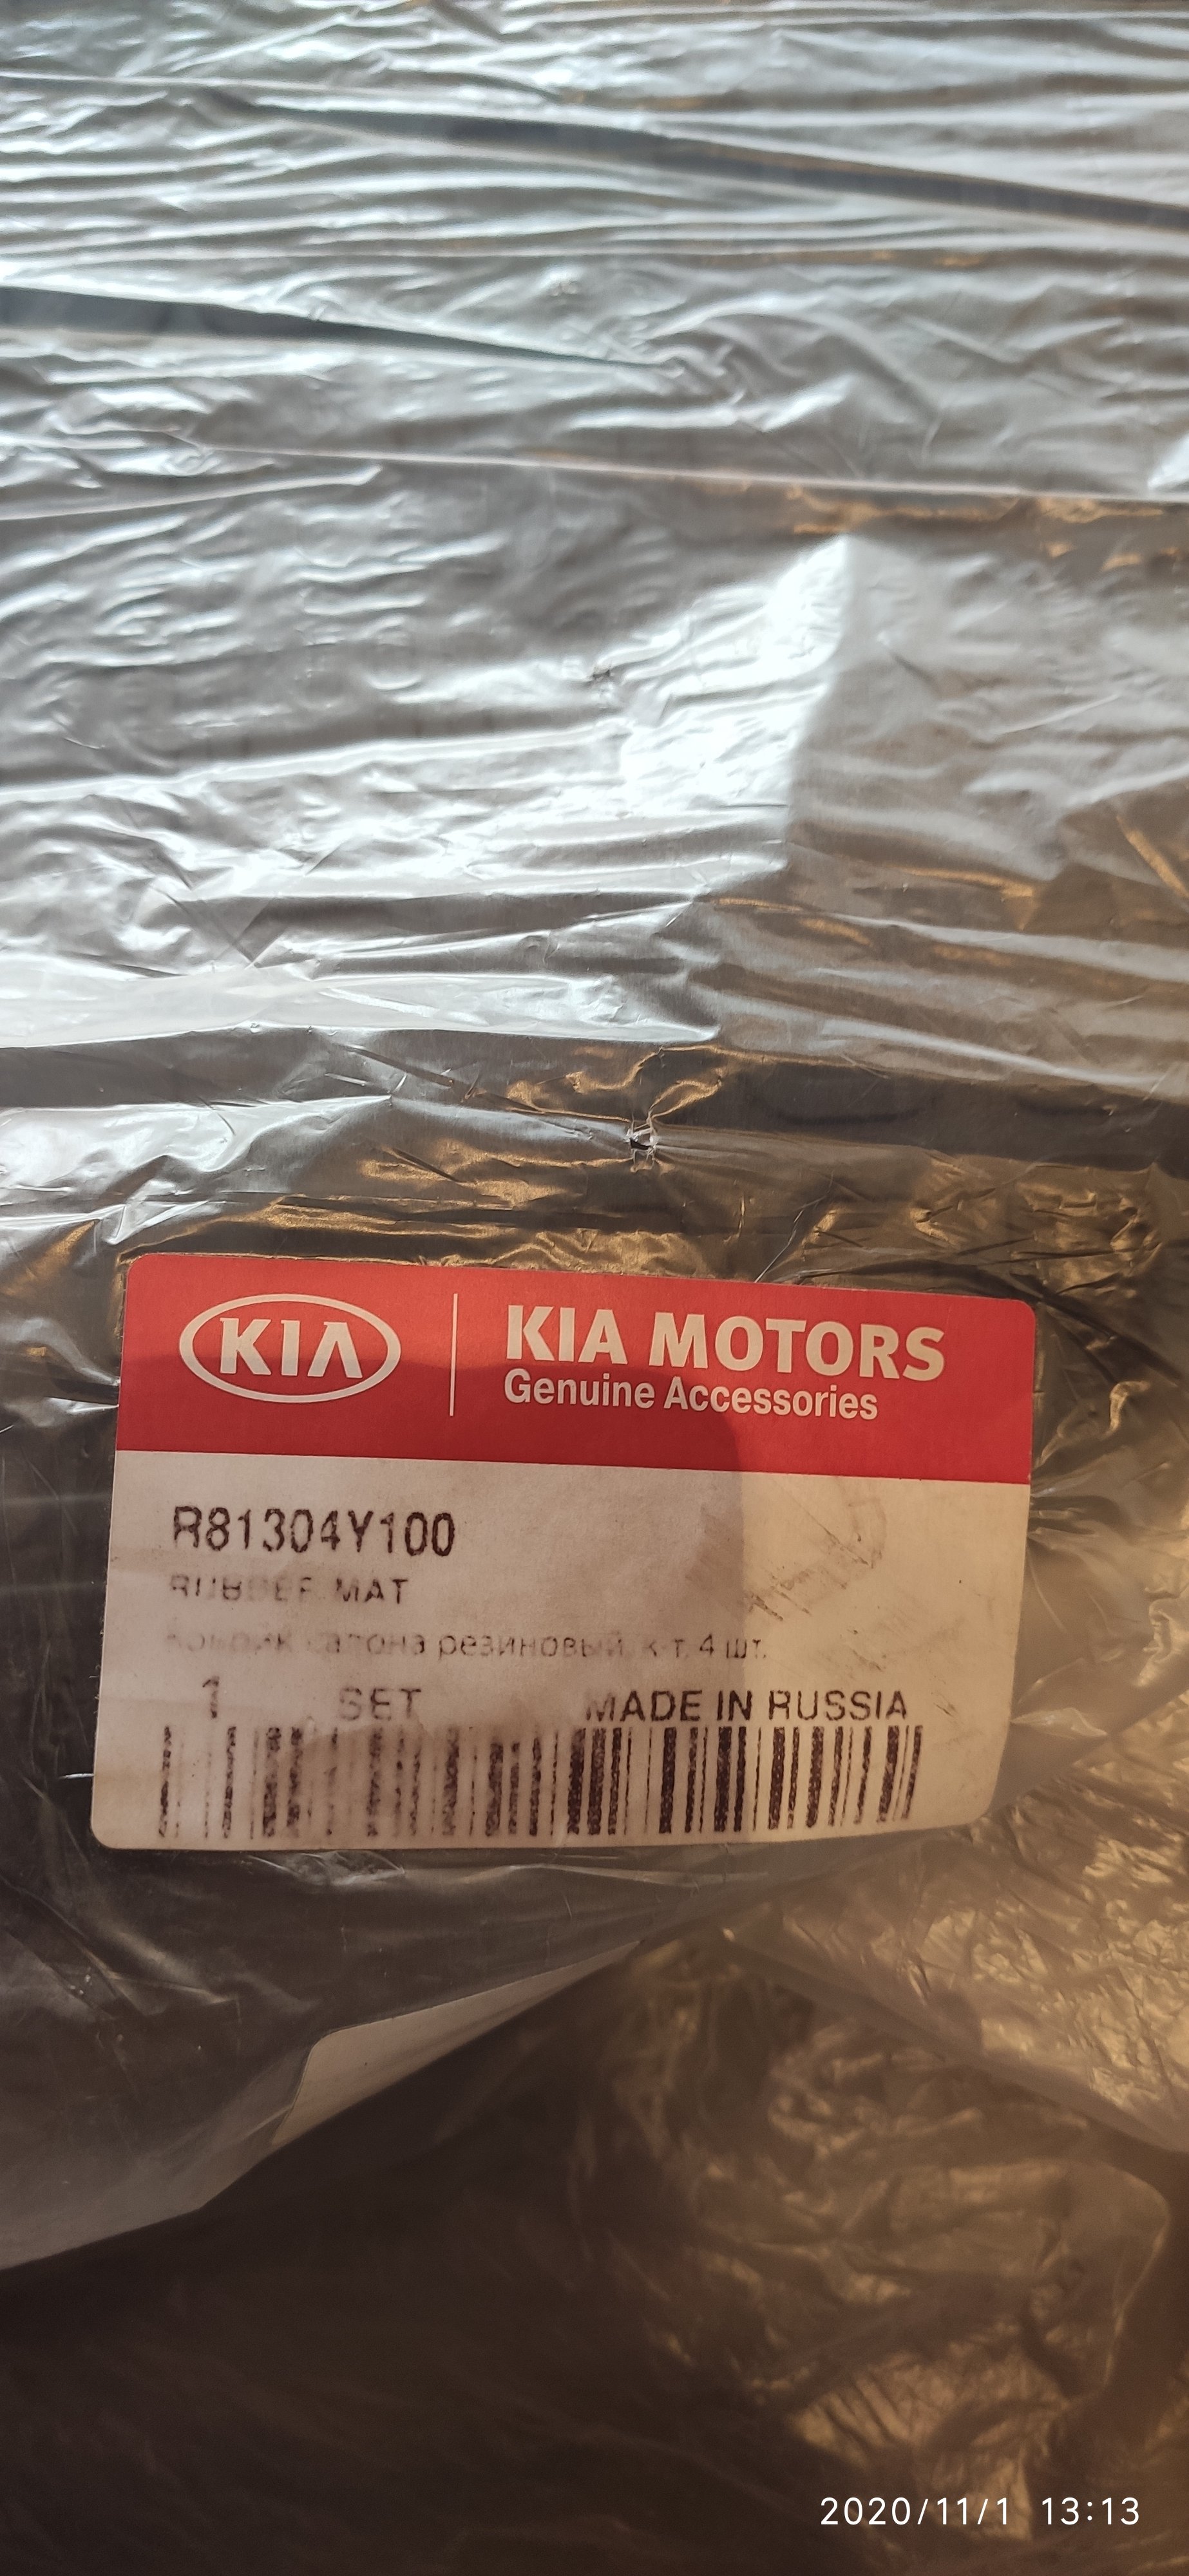 KIA
KIA MOTORS
Genuine Accessories
R81304Y100
RUBBER MAT
Коврик салона резиновый, к-т, 4 шт.
1 SET MADE IN RUSSIA
2020/11/1 13:13